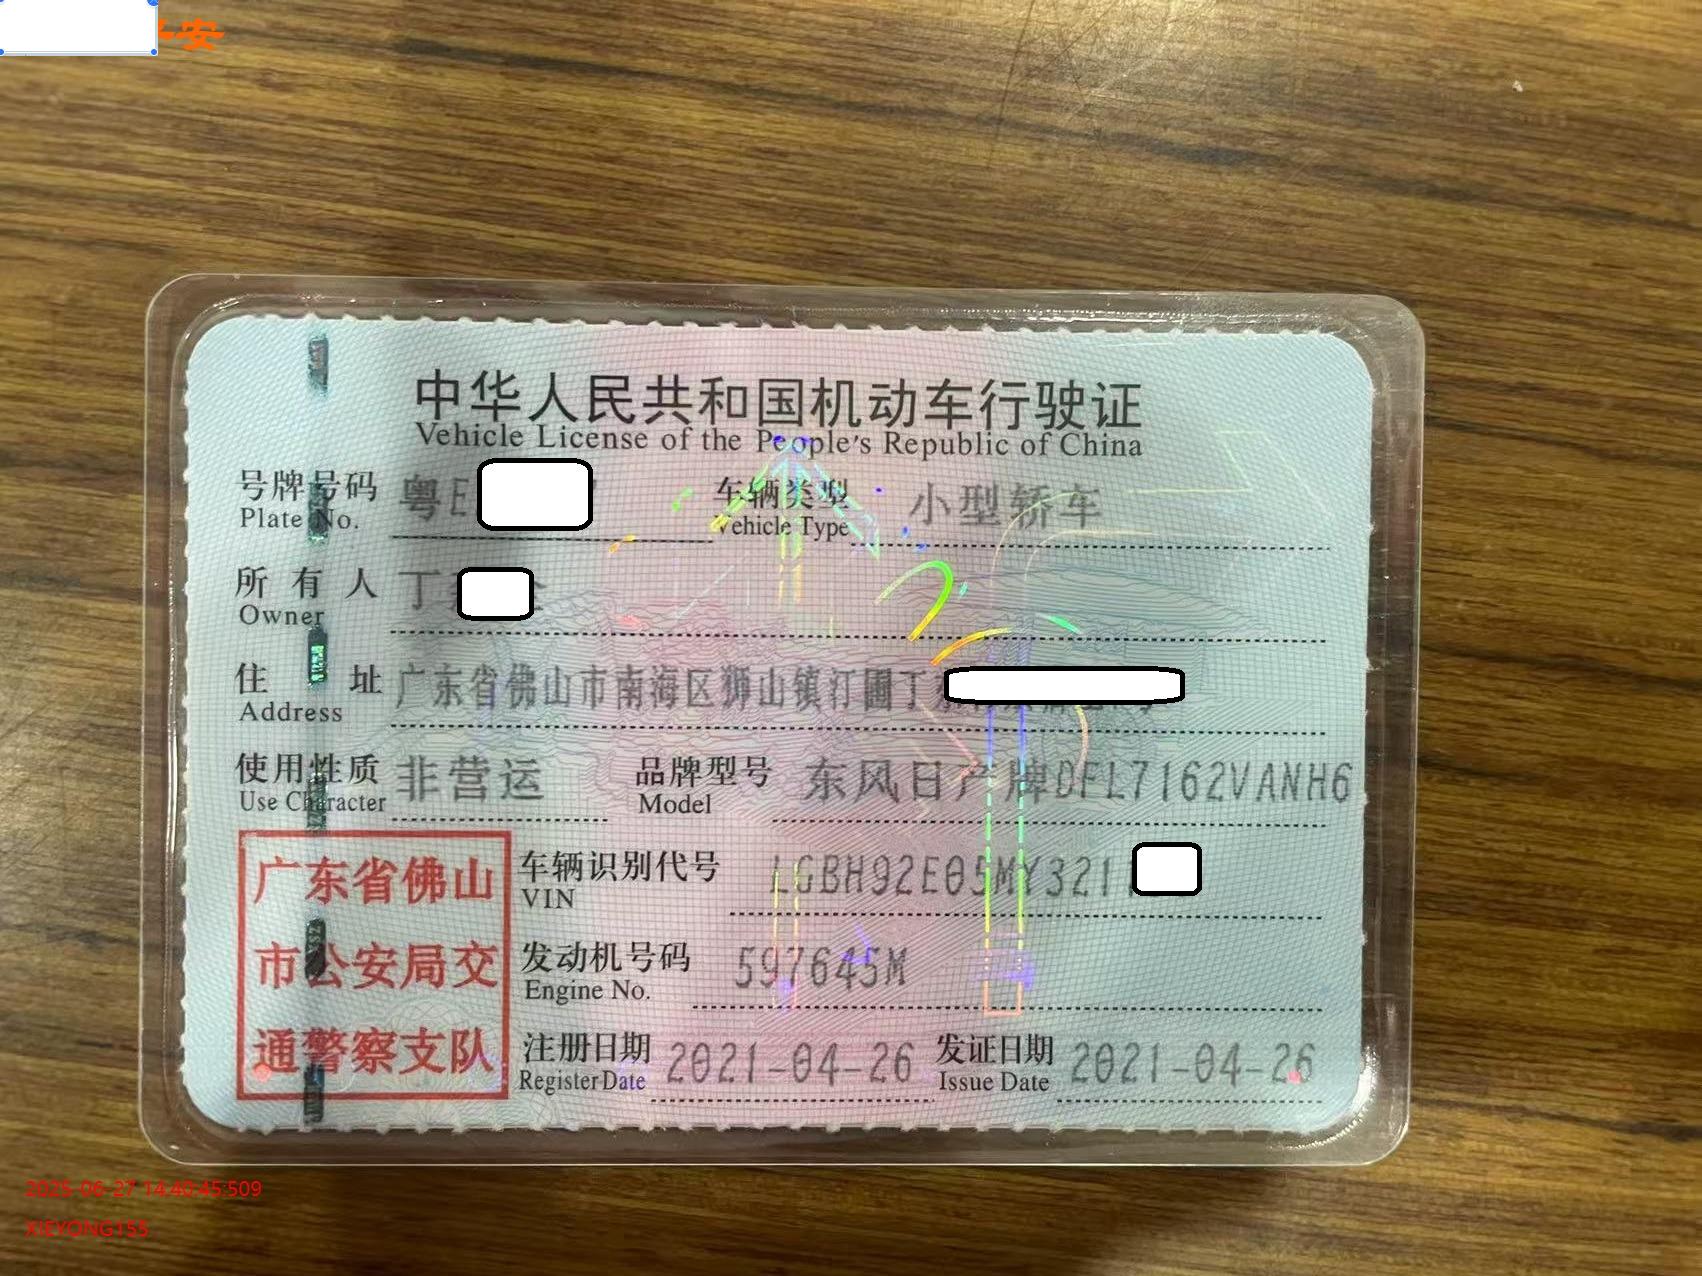 安
中华人民共和国机动车行驶证
Vehicle License of the People's Republic of China
号牌号码 粤E 车辆类型 小型轿车
Plate No. Vehicle Type
所有人 丁
Owner
住址 广东省佛山市南海区狮山镇汀圃丁
Address
使用性质 非营运 品牌型号 东风日产牌DFL7162VANH6
Use Character Model
广东省佛山 车辆识别代号 LGBH92E05MY321
VIN
市公安局交 发动机号码 597645M
Engine No.
通警察支队 注册日期 2021-04-26 发证日期 2021-04-26
Register Date Issue Date
2025-06-27 14:40:45:509
XIEYONG155